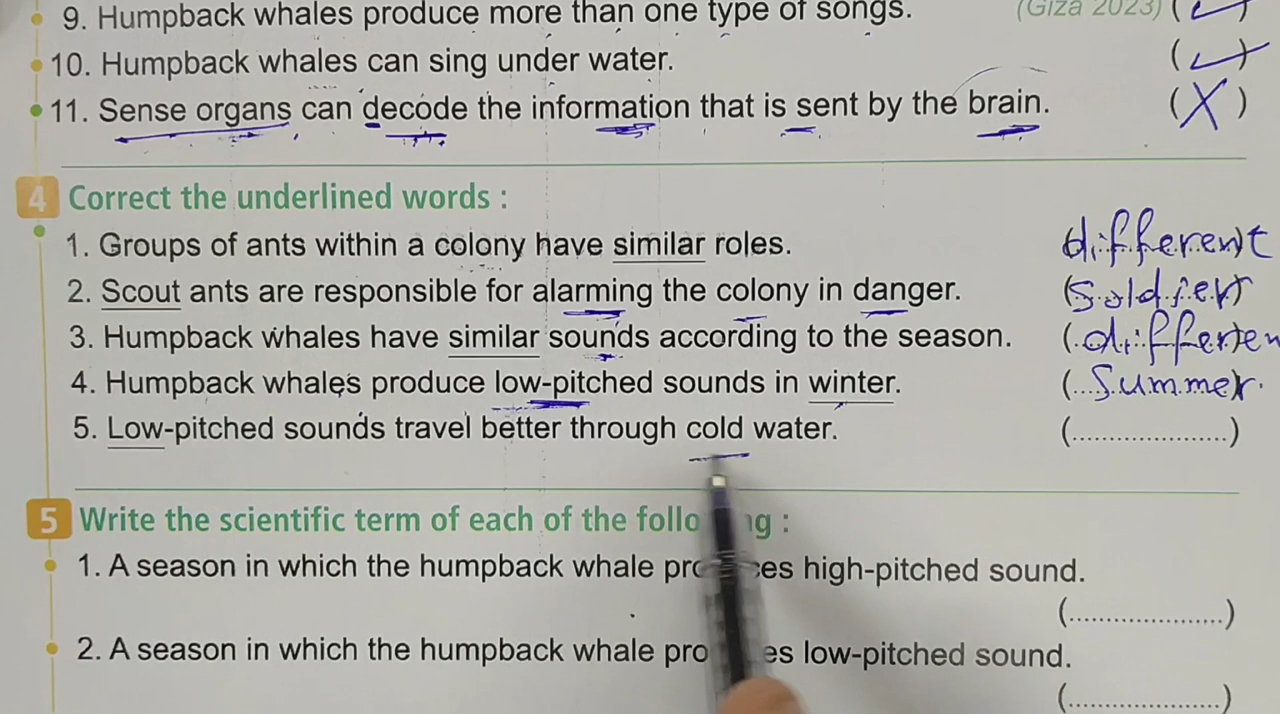 9. Humpback whales produce more than one type of songs. (Giza 2023) (✓)
10. Humpback whales can sing under water. (✓)
11. Sense organs can decode the information that is sent by the brain. (X)
4 Correct the underlined words :
1. Groups of ants within a colony have similar roles. (different)
2. Scout ants are responsible for alarming the colony in danger. (soldier)
3. Humpback whales have similar sounds according to the season. (differen
4. Humpback whales produce low-pitched sounds in winter. (Summer)
5. Low-pitched sounds travel better through cold water. (....................)
5 Write the scientific term of each of the following :
1. A season in which the humpback whale produces high-pitched sound.
(....................)
2. A season in which the humpback whale produces low-pitched sound.
(....................)